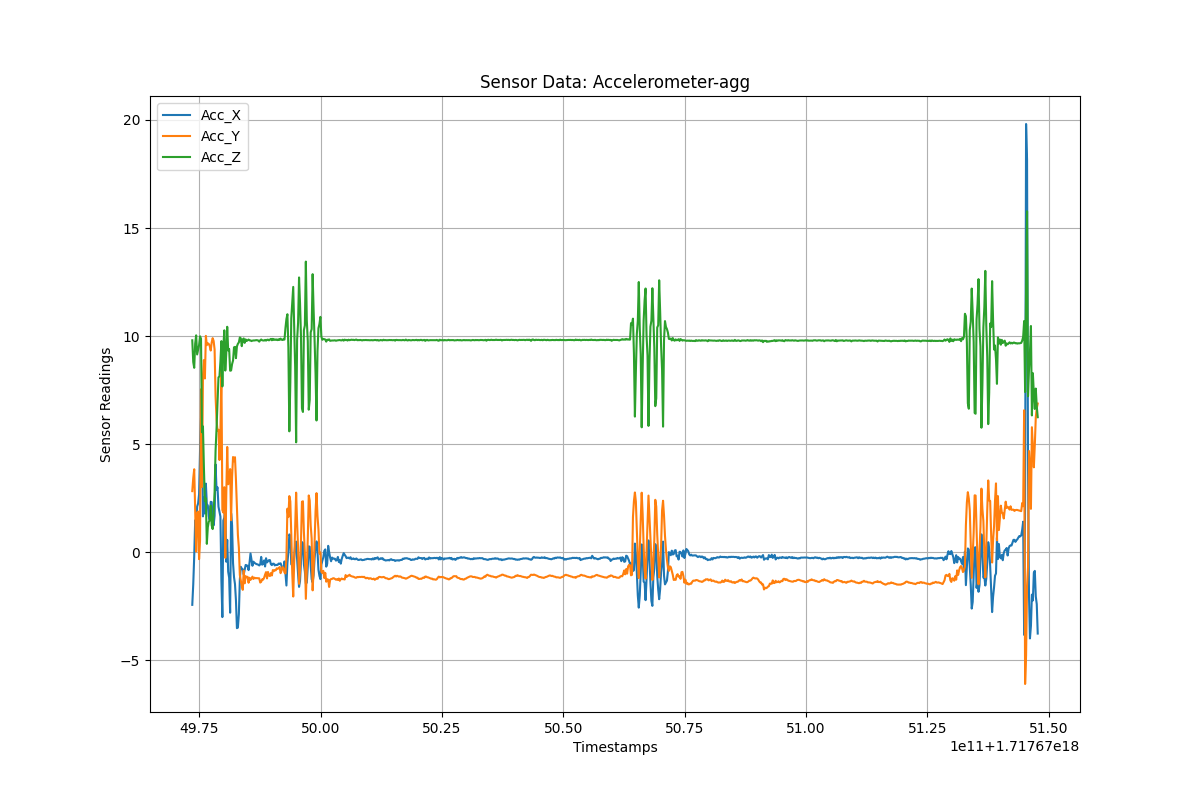 Sensor Data: Accelerometer-agg
Acc_X
Acc_Y
Acc_Z
20
15
10
5
0
−5
Sensor Readings
49.75 50.00 50.25 50.50 50.75 51.00 51.25 51.50
Timestamps
1e11+1.71767e18